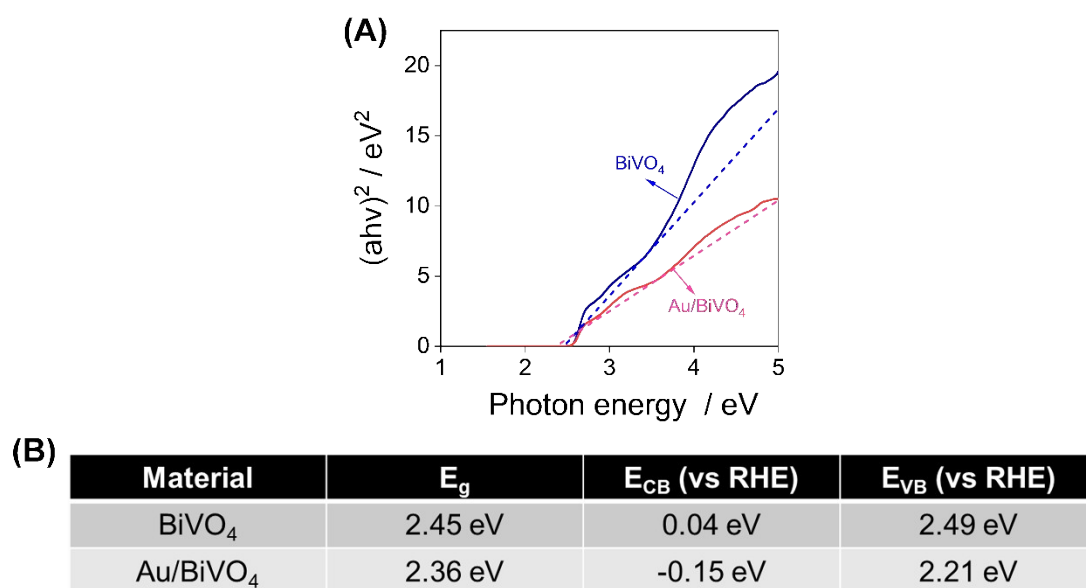 (A)
(ahv)² / eV²
20
15
10
5
0
BiVO₄
Au/BiVO₄
1 2 3 4 5
Photon energy / eV
(B)
Material E_g E_CB (vs RHE) E_VB (vs RHE)
BiVO₄ 2.45 eV 0.04 eV 2.49 eV
Au/BiVO₄ 2.36 eV -0.15 eV 2.21 eV